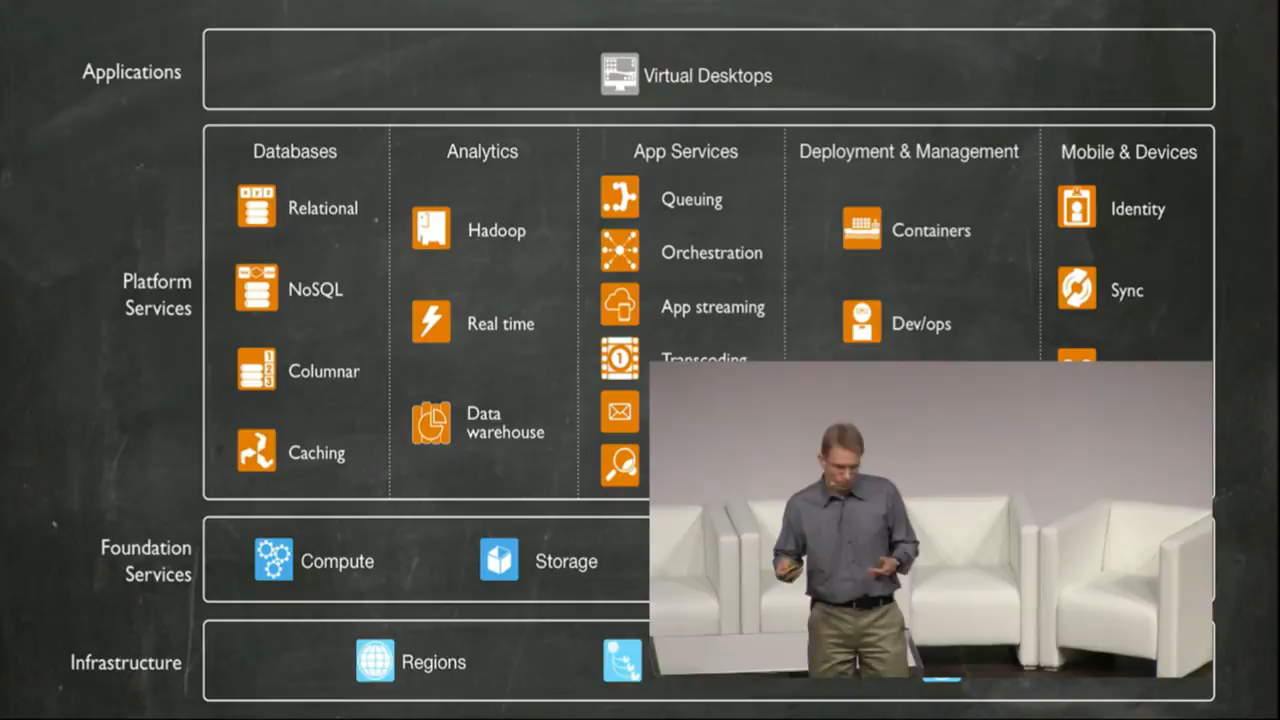 Applications
Virtual Desktops
Platform
Services
Databases
Relational
NoSQL
Columnar
Caching
Analytics
Hadoop
Real time
Data
warehouse
App Services
Queuing
Orchestration
App streaming
Transcoding
Deployment & Management
Containers
Dev/ops
Mobile & Devices
Identity
Sync
Foundation
Services
Compute
Storage
Infrastructure
Regions